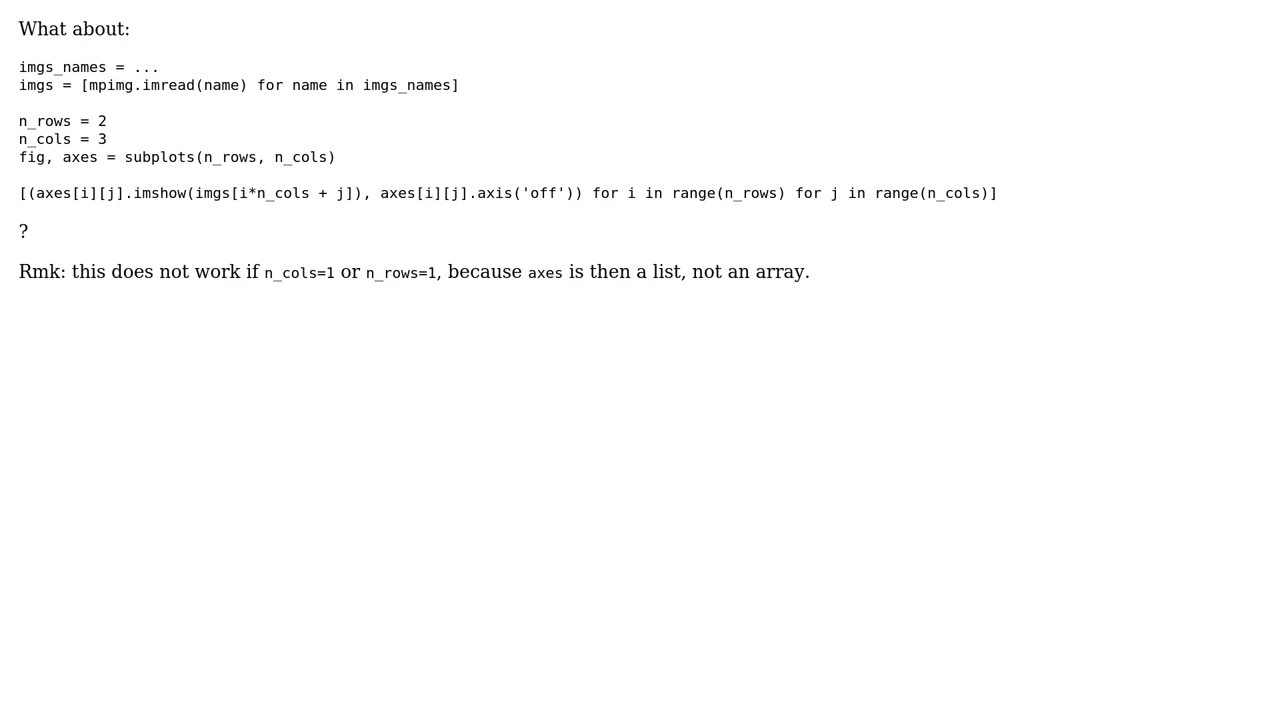 What about:
imgs_names = ...
imgs = [mpimg.imread(name) for name in imgs_names]
n_rows = 2
n_cols = 3
fig, axes = subplots(n_rows, n_cols)
[(axes[i][j].imshow(imgs[i*n_cols + j]), axes[i][j].axis('off')) for i in range(n_rows) for j in range(n_cols)]
?
Rmk: this does not work if n_cols=1 or n_rows=1, because axes is then a list, not an array.